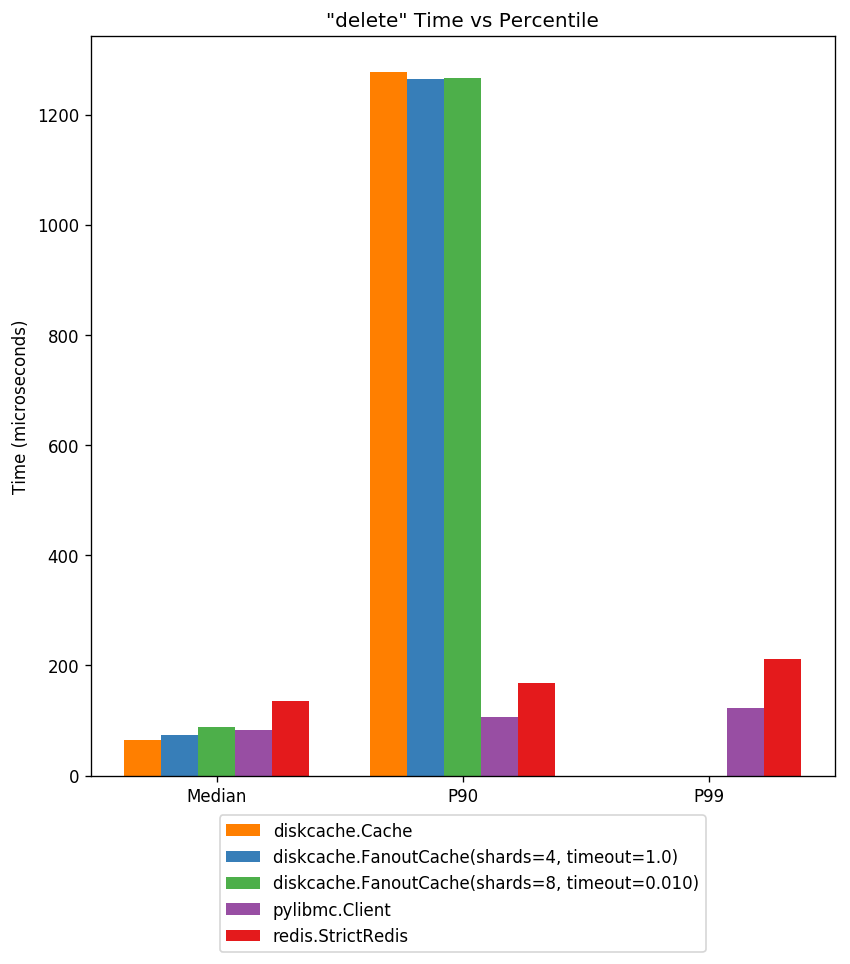 "delete" Time vs Percentile
1200
1000
800
600
400
200
0
Time (microseconds)
Median
P90
P99
diskcache.Cache
diskcache.FanoutCache(shards=4, timeout=1.0)
diskcache.FanoutCache(shards=8, timeout=0.010)
pylibmc.Client
redis.StrictRedis